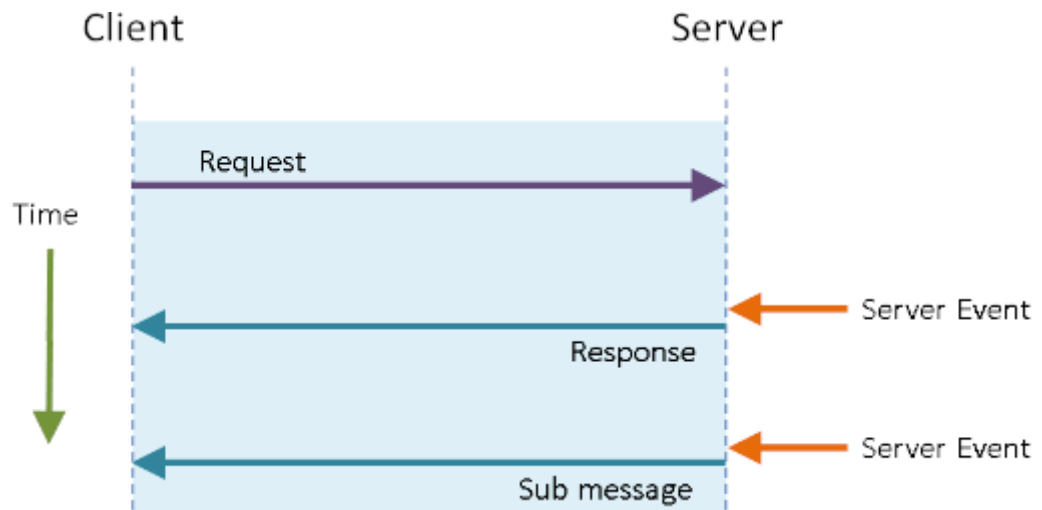 Client
Server
Request
Time
Server Event
Response
Server Event
Sub message